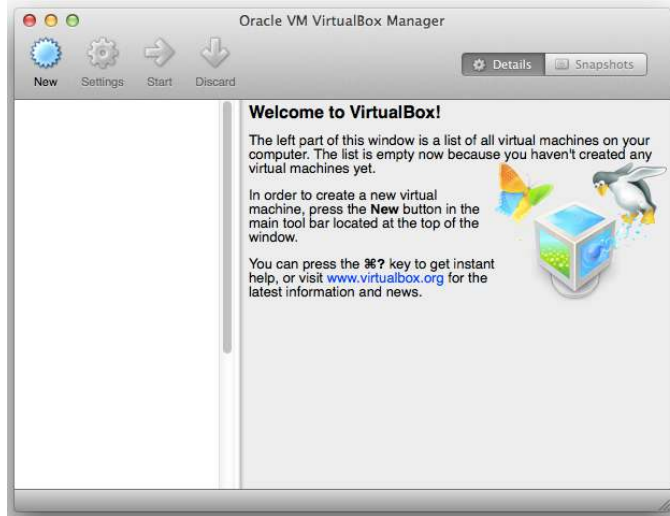 Oracle VM VirtualBox Manager
New Settings Start Discard
Details Snapshots
Welcome to VirtualBox!
The left part of this window is a list of all virtual machines on your
computer. The list is empty now because you haven't created any
virtual machines yet.
In order to create a new virtual
machine, press the New button in the
main tool bar located at the top of the
window.
You can press the ⌘? key to get instant
help, or visit www.virtualbox.org for the
latest information and news.